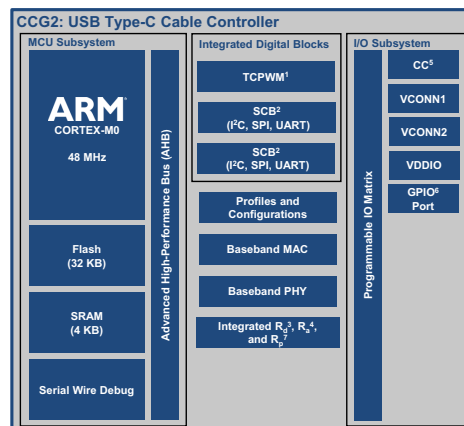 CCG2: USB Type-C Cable Controller
MCU Subsystem
ARM
CORTEX-M0
48 MHz
Flash
(32 KB)
SRAM
(4 KB)
Serial Wire Debug
Advanced High-Performance Bus (AHB)
Integrated Digital Blocks
TCPWM¹
SCB²
(I²C, SPI, UART)
SCB²
(I²C, SPI, UART)
Profiles and
Configurations
Baseband MAC
Baseband PHY
Integrated R_d³, R_a⁴,
and R_p⁷
I/O Subsystem
Programmable IO Matrix
CC⁵
VCONN1
VCONN2
VDDIO
GPIO⁶
Port